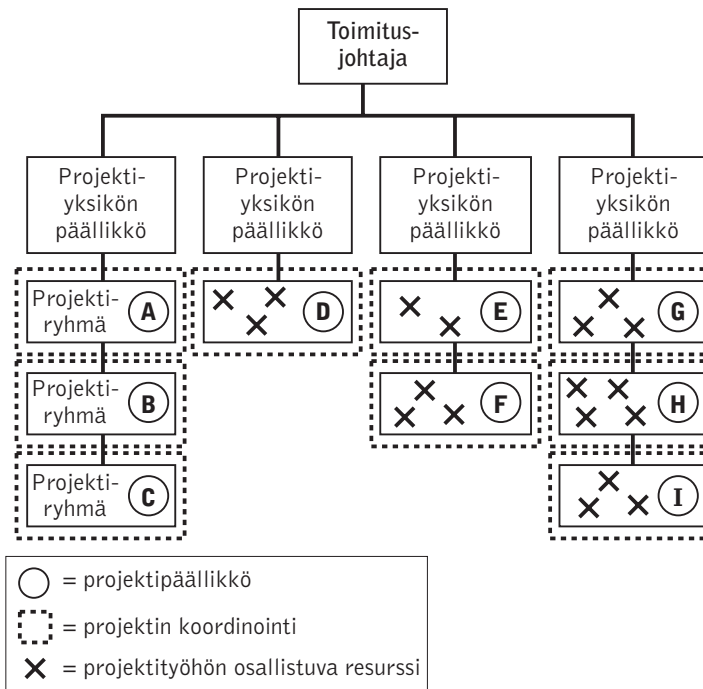 Toimitus-
johtaja
Projekti-
yksikön
päällikkö
Projekti-
yksikön
päällikkö
Projekti-
yksikön
päällikkö
Projekti-
yksikön
päällikkö
Projekti-
ryhmä
A
D
E
G
Projekti-
ryhmä
B
F
H
Projekti-
ryhmä
C
I
= projektipäällikkö
= projektin koordinointi
= projektityöhön osallistuva resurssi